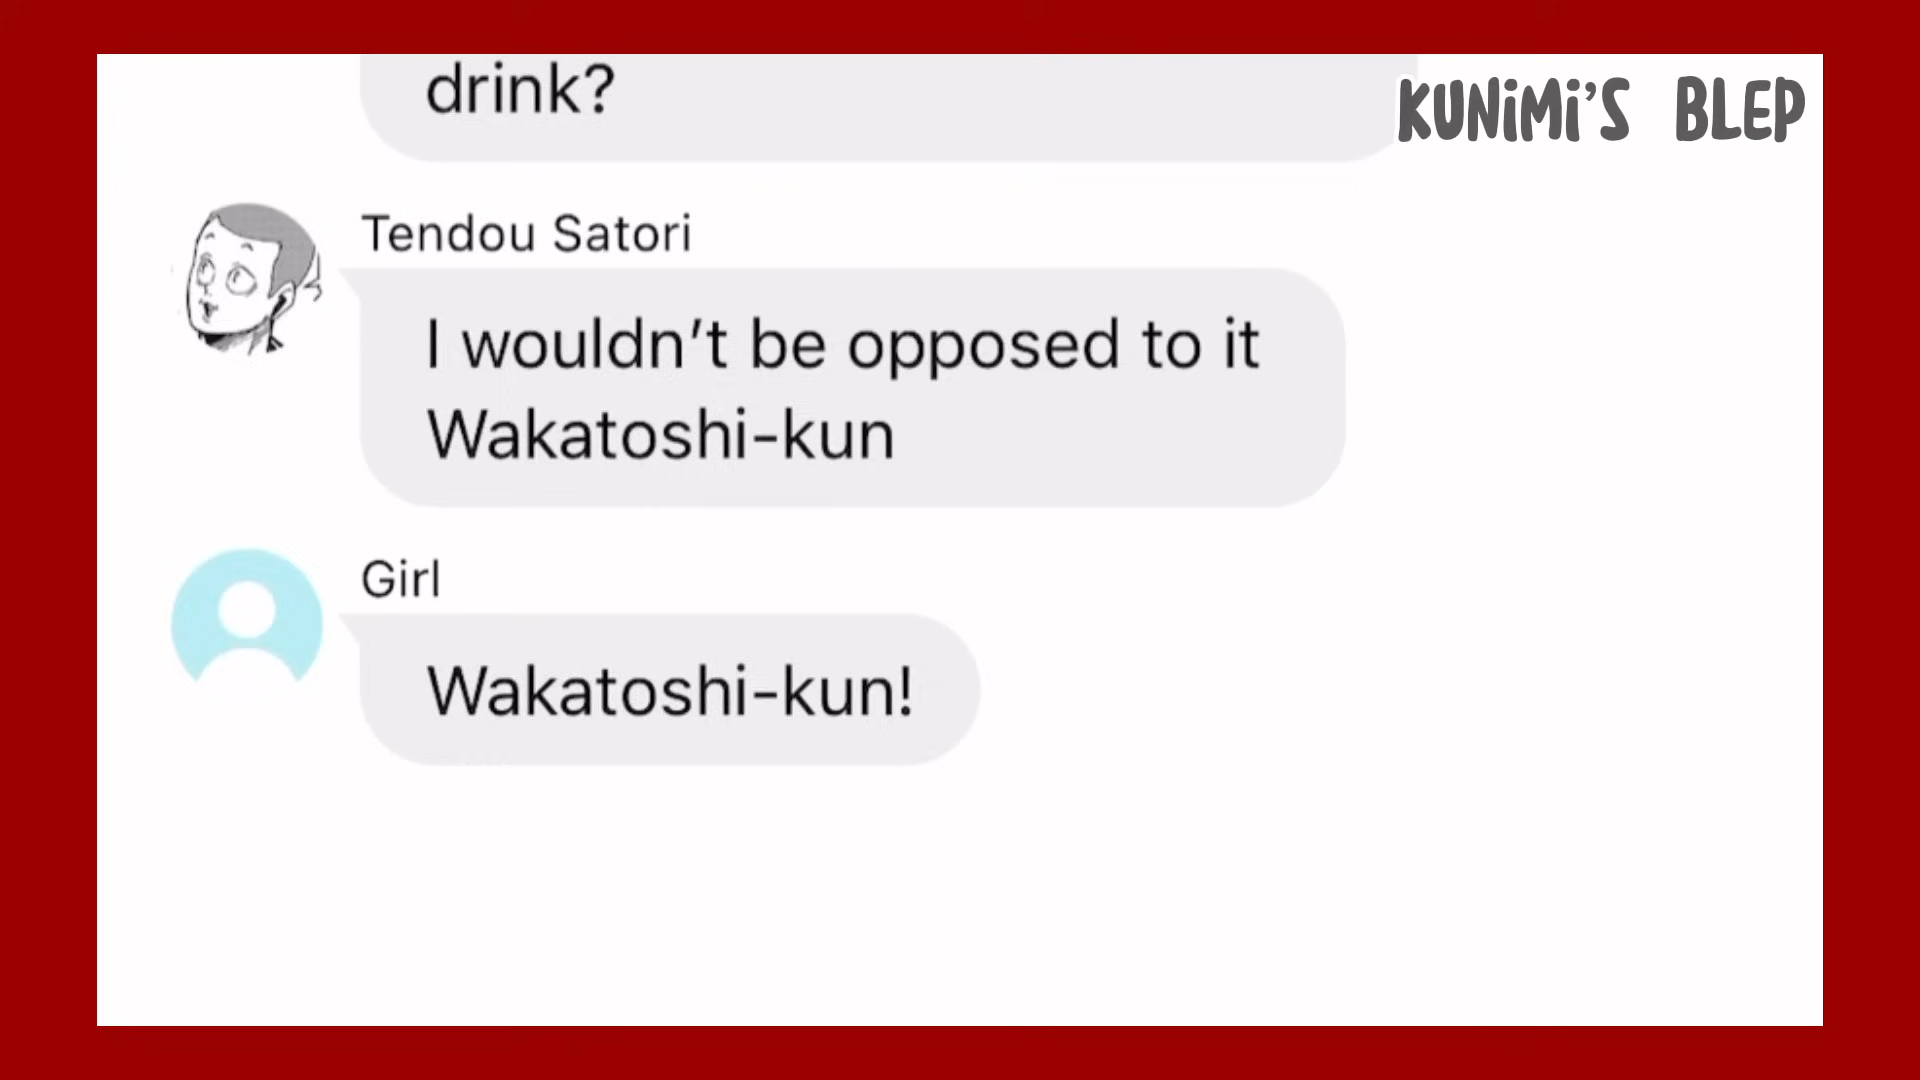 drink?
KUNiMi'S BLEP
Tendou Satori
I wouldn't be opposed to it
Wakatoshi-kun
Girl
Wakatoshi-kun!